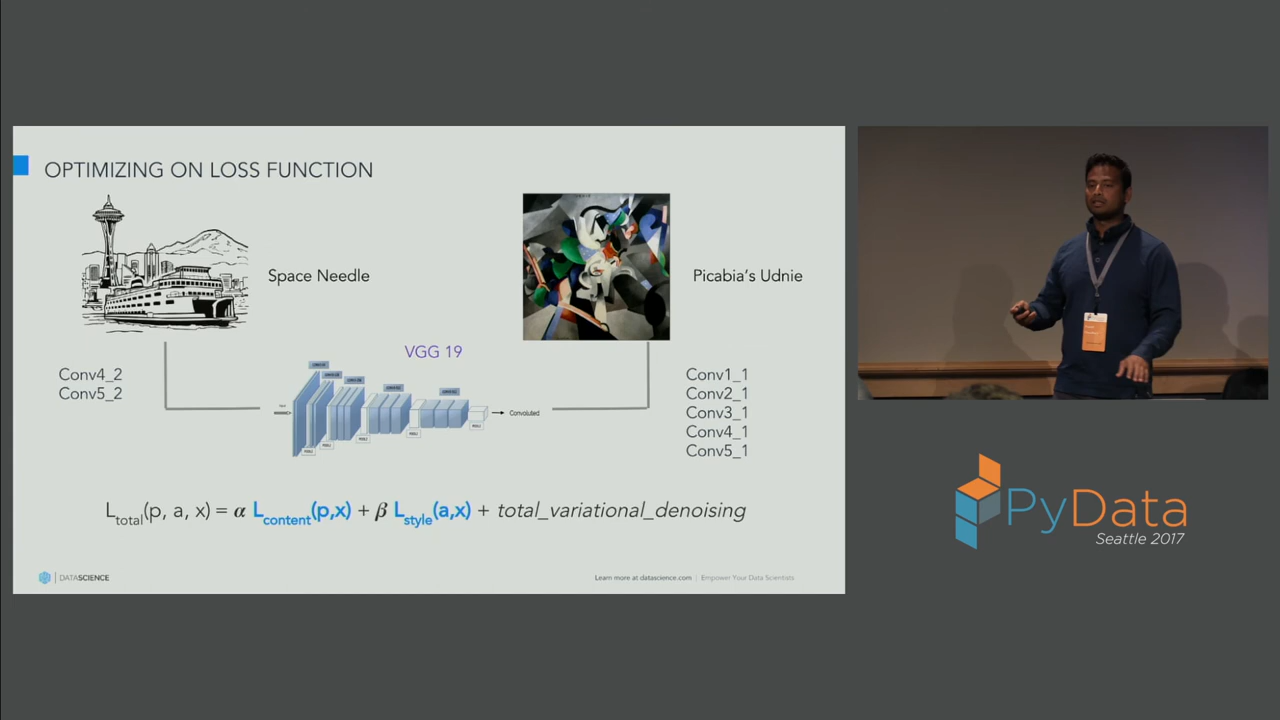 OPTIMIZING ON LOSS FUNCTION
Space Needle
Picabia's Udnie
VGG 19
Conv4_2
Conv5_2
Convoluted
Conv1_1
Conv2_1
Conv3_1
Conv4_1
Conv5_1
L_total(p, a, x) = α L_content(p,x) + β L_style(a,x) + total_variational_denoising
DATASCIENCE
Learn more at datascience.com | Empower Your Data Scientists
PyData
Seattle 2017